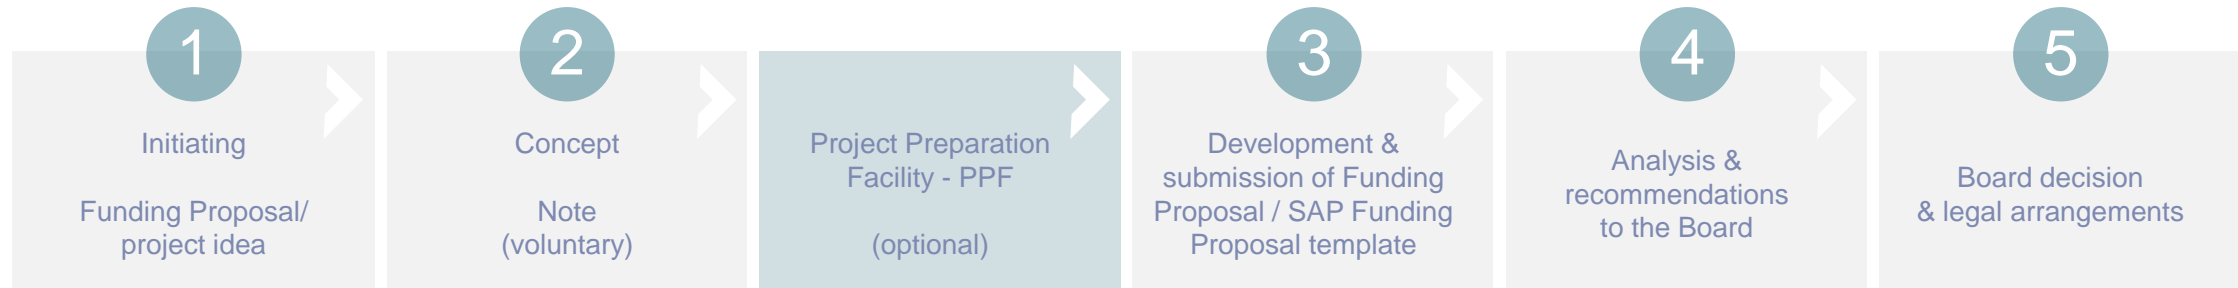 1
Initiating
Funding Proposal/
project idea
2
Concept
Note
(voluntary)
Project Preparation
Facility - PPF
(optional)
3
Development &
submission of Funding
Proposal / SAP Funding
Proposal template
4
Analysis &
recommendations
to the Board
5
Board decision
& legal arrangements